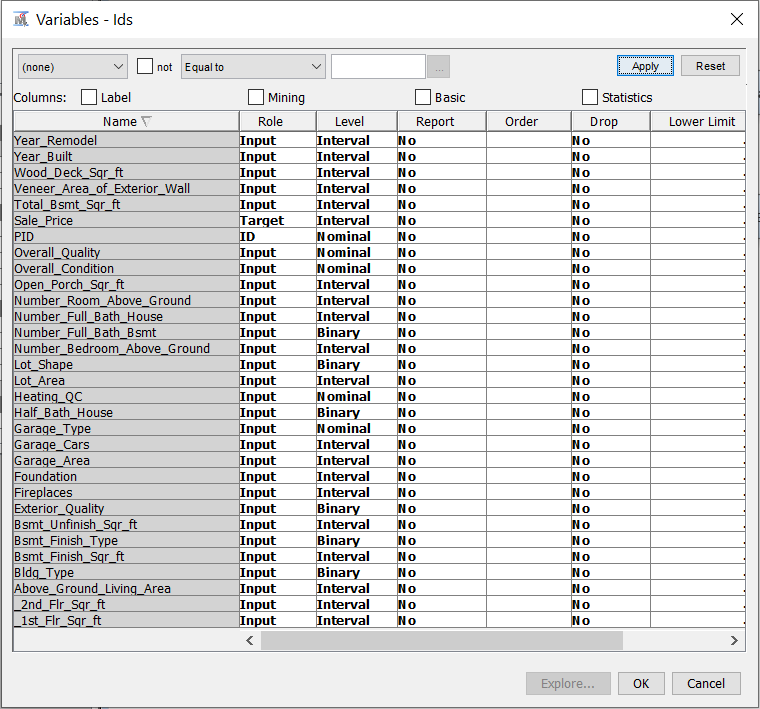 Variables - Ids
(none) not Equal to ... Apply Reset
Columns: Label Mining Basic Statistics
Name Role Level Report Order Drop Lower Limit
Year_Remodel Input Interval No No .
Year_Built Input Interval No No .
Wood_Deck_Sqr_ft Input Interval No No .
Veneer_Area_of_Exterior_Wall Input Interval No No .
Total_Bsmt_Sqr_ft Input Interval No No .
Sale_Price Target Interval No No .
PID ID Nominal No No .
Overall_Quality Input Nominal No No .
Overall_Condition Input Nominal No No .
Open_Porch_Sqr_ft Input Interval No No .
Number_Room_Above_Ground Input Interval No No .
Number_Full_Bath_House Input Interval No No .
Number_Full_Bath_Bsmt Input Binary No No .
Number_Bedroom_Above_Ground Input Interval No No .
Lot_Shape Input Binary No No .
Lot_Area Input Interval No No .
Heating_QC Input Nominal No No .
Half_Bath_House Input Binary No No .
Garage_Type Input Nominal No No .
Garage_Cars Input Interval No No .
Garage_Area Input Interval No No .
Foundation Input Interval No No .
Fireplaces Input Interval No No .
Exterior_Quality Input Binary No No .
Bsmt_Unfinish_Sqr_ft Input Interval No No .
Bsmt_Finish_Type Input Binary No No .
Bsmt_Finish_Sqr_ft Input Interval No No .
Bldg_Type Input Binary No No .
Above_Ground_Living_Area Input Interval No No .
_2nd_Flr_Sqr_ft Input Interval No No .
_1st_Flr_Sqr_ft Input Interval No No .
Explore... OK Cancel